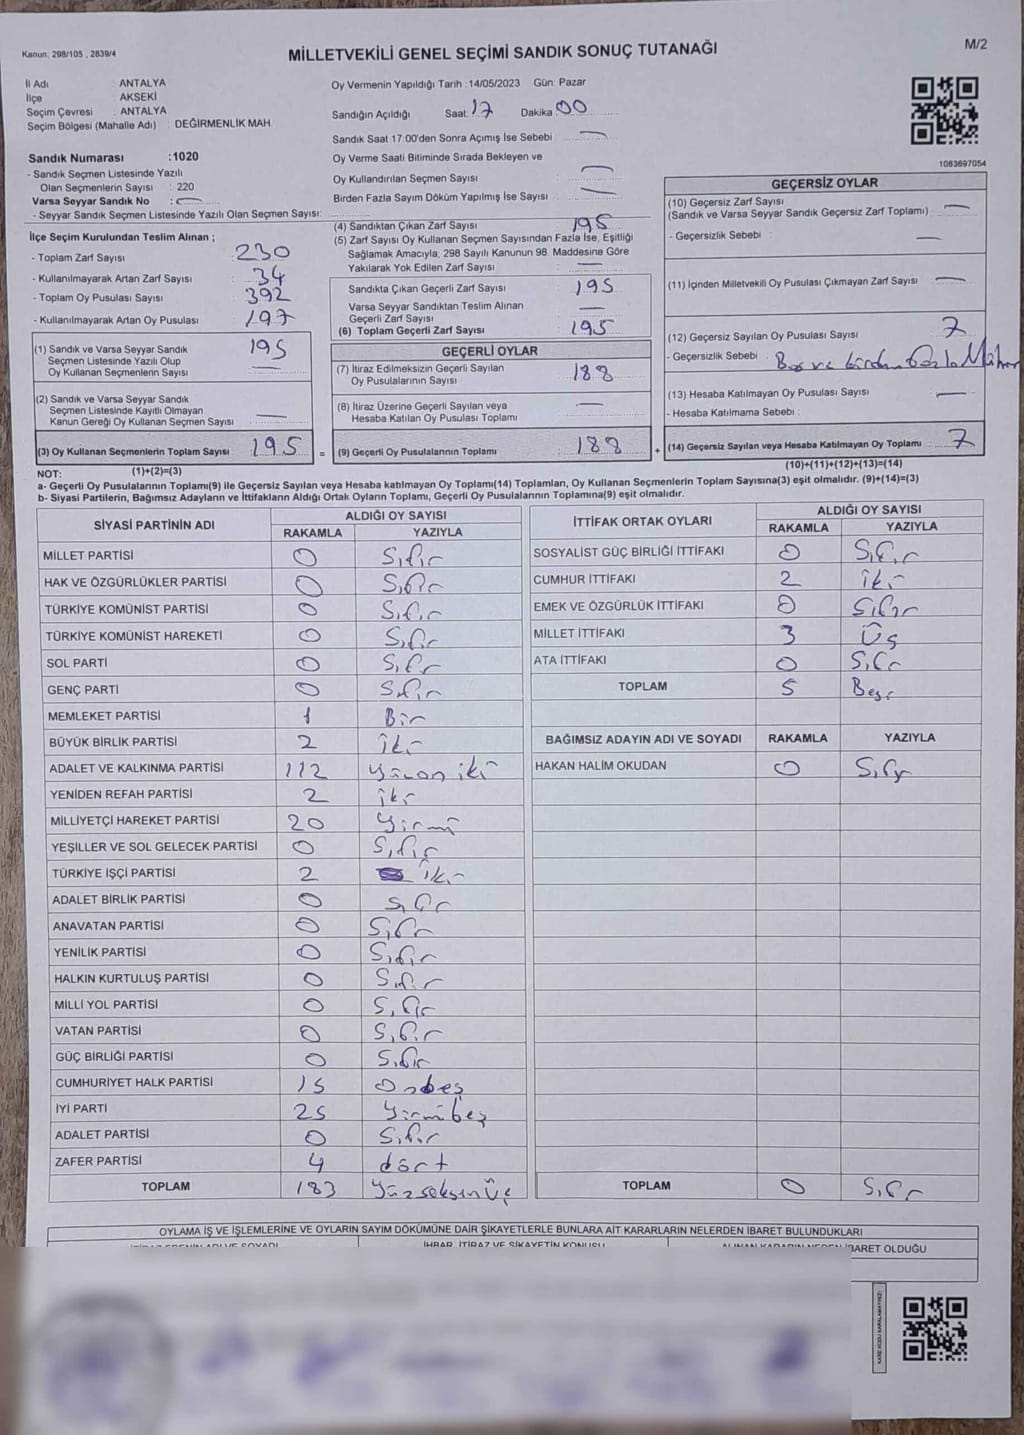 Kanun: 298/105 , 2839/4
MİLLETVEKİLİ GENEL SEÇİMİ SANDIK SONUÇ TUTANAĞI
M/2
İl Adı ANTALYA
İlçe AKSEKİ
Seçim Çevresi : ANTALYA
Seçim Bölgesi (Mahalle Adı) : DEĞİRMENLİK MAH.
Oy Vermenin Yapıldığı Tarih :14/05/2023 Gün: Pazar
Sandığın Açıldığı Saat: 17 Dakika 00
Sandık Saat 17:00'den Sonra Açımış İse Sebebi : —
Oy Verme Saati Bitiminde Sırada Bekleyen ve
Oy Kullandırılan Seçmen Sayısı : —
Birden Fazla Sayım Döküm Yapılmış İse Sayısı : —
1083697054
Sandık Numarası :1020
- Sandık Seçmen Listesinde Yazılı
Olan Seçmenlerin Sayısı : 220
Varsa Seyyar Sandık No : —
- Seyyar Sandık Seçmen Listesinde Yazılı Olan Seçmen Sayısı:
İlçe Seçim Kurulundan Teslim Alınan ;
- Toplam Zarf Sayısı : 230
- Kullanılmayarak Artan Zarf Sayısı : 34
- Toplam Oy Pusulası Sayısı : 392
- Kullanılmayarak Artan Oy Pusulası : 197
(1) Sandık ve Varsa Seyyar Sandık 195
Seçmen Listesinde Yazılı Olup
Oy Kullanan Seçmenlerin Sayısı : —
(2) Sandık ve Varsa Seyyar Sandık
Seçmen Listesinde Kayıtlı Olmayan
Kanun Gereği Oy Kullanan Seçmen Sayısı : —
(3) Oy Kullanan Seçmenlerin Toplam Sayısı : 195 =
(1)+(2)=(3)
(4) Sandıktan Çıkan Zarf Sayısı : 195
(5) Zarf Sayısı Oy Kullanan Seçmen Sayısından Fazla İse, Eşitliği
Sağlamak Amacıyla, 298 Sayılı Kanunun 98. Maddesine Göre
Yakılarak Yok Edilen Zarf Sayısı : —
Sandıkta Çıkan Geçerli Zarf Sayısı : 195
Varsa Seyyar Sandıktan Teslim Alınan
Geçerli Zarf Sayısı : —
(6) Toplam Geçerli Zarf Sayısı : 195
GEÇERLİ OYLAR
(7) İtiraz Edilmeksizin Geçerli Sayılan
Oy Pusulalarının Sayısı : 188
(8) İtiraz Üzerine Geçerli Sayılan veya
Hesaba Katılan Oy Pusulası Toplamı : —
(9) Geçerli Oy Pusulalarının Toplamı : 188 +
GEÇERSİZ OYLAR
(10) Geçersiz Zarf Sayısı
(Sandık ve Varsa Seyyar Sandık Geçersiz Zarf Toplamı) : —
- Geçersizlik Sebebi : —
(11) İçinden Milletvekili Oy Pusulası Çıkmayan Zarf Sayısı : —
(12) Geçersiz Sayılan Oy Pusulası Sayısı : 7
- Geçersizlik Sebebi : Boş ve birden fazla Mühür
(13) Hesaba Katılmayan Oy Pusulası Sayısı : —
- Hesaba Katılmama Sebebi :
(14) Geçersiz Sayılan veya Hesaba Katılmayan Oy Toplamı : 7
(10)+(11)+(12)+(13)=(14)
NOT:
a- Geçerli Oy Pusulalarının Toplamı(9) ile Geçersiz Sayılan veya Hesaba katılmayan Oy Toplamı(14) Toplamları, Oy Kullanan Seçmenlerin Toplam Sayısına(3) eşit olmalıdır. (9)+(14)=(3)
b- Siyasi Partilerin, Bağımsız Adayların ve İttifakların Aldığı Ortak Oyların Toplamı, Geçerli Oy Pusulalarının Toplamına(9) eşit olmalıdır.
SİYASİ PARTİNİN ADI ALDIĞI OY SAYISI
RAKAMLA YAZIYLA
MİLLET PARTİSİ 0 Sıfır
HAK VE ÖZGÜRLÜKLER PARTİSİ 0 Sıfır
TÜRKİYE KOMÜNİST PARTİSİ 0 Sıfır
TÜRKİYE KOMÜNİST HAREKETİ 0 Sıfır
SOL PARTİ 0 Sıfır
GENÇ PARTİ 0 Sıfır
MEMLEKET PARTİSİ 1 Bir
BÜYÜK BİRLİK PARTİSİ 2 iki
ADALET VE KALKINMA PARTİSİ 112 yüzon iki
YENİDEN REFAH PARTİSİ 2 iki
MİLLİYETÇİ HAREKET PARTİSİ 20 yirmi
YEŞİLLER VE SOL GELECEK PARTİSİ 0 Sıfır
TÜRKİYE İŞÇİ PARTİSİ 2 iki
ADALET BİRLİK PARTİSİ 0 Sıfır
ANAVATAN PARTİSİ 0 Sıfır
YENİLİK PARTİSİ 0 Sıfır
HALKIN KURTULUŞ PARTİSİ 0 Sıfır
MİLLİ YOL PARTİSİ 0 Sıfır
VATAN PARTİSİ 0 Sıfır
GÜÇ BİRLİĞİ PARTİSİ 0 Sıfır
CUMHURİYET HALK PARTİSİ 15 Onbeş
İYİ PARTİ 25 yirmibeş
ADALET PARTİSİ 0 Sıfır
ZAFER PARTİSİ 4 dört
TOPLAM 183 yüzseksenüç
İTTİFAK ORTAK OYLARI ALDIĞI OY SAYISI
RAKAMLA YAZIYLA
SOSYALİST GÜÇ BİRLİĞİ İTTİFAKI 0 Sıfır
CUMHUR İTTİFAKI 2 iki
EMEK VE ÖZGÜRLÜK İTTİFAKI 0 Sıfır
MİLLET İTTİFAKI 3 Üç
ATA İTTİFAKI 0 Sıfır
TOPLAM 5 Beş
BAĞIMSIZ ADAYIN ADI VE SOYADI RAKAMLA YAZIYLA
HAKAN HALİM OKUDAN 0 Sıfır
TOPLAM 0 Sıfır
OYLAMA İŞ VE İŞLEMLERİNE VE OYLARIN SAYIM DÖKÜMÜNE DAİR ŞİKAYETLERLE BUNLARA AİT KARARLARIN NELERDEN İBARET BULUNDUKLARI
İTİRAZ EDENİN ADI VE SOYADI İHBAR, İTİRAZ VE ŞİKAYETİN KONUSU ALINAN KARARIN NEDEN İBARET OLDUĞU